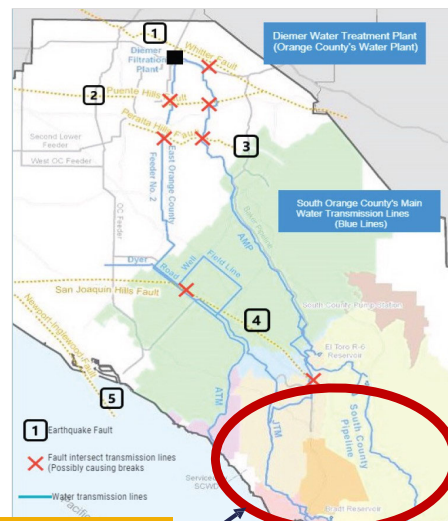 Diemer Water Treatment Plant
(Orange County's Water Plant)
1
Whittier Fault
Diemer
Filtration
Plant
2
Puente Hills Fault
Peralta Hills Fault
3
Second Lower
Feeder
West OC Feeder
OC Feeder
East Orange County
Feeder No. 2
South Orange County's Main
Water Transmission Lines
(Blue Lines)
AMP
Dyer
Road
Well
Field Line
San Joaquin Hills Fault
4
South County Pump Station
El Toro R-6
Reservoir
Newport-Inglewood Fault
5
ATM
JTM
South County
Pipeline
1
Earthquake Fault
Fault intersect transmission lines
(Possibly causing breaks
Water transmission lines
SCWD
Reservoir
Pacific